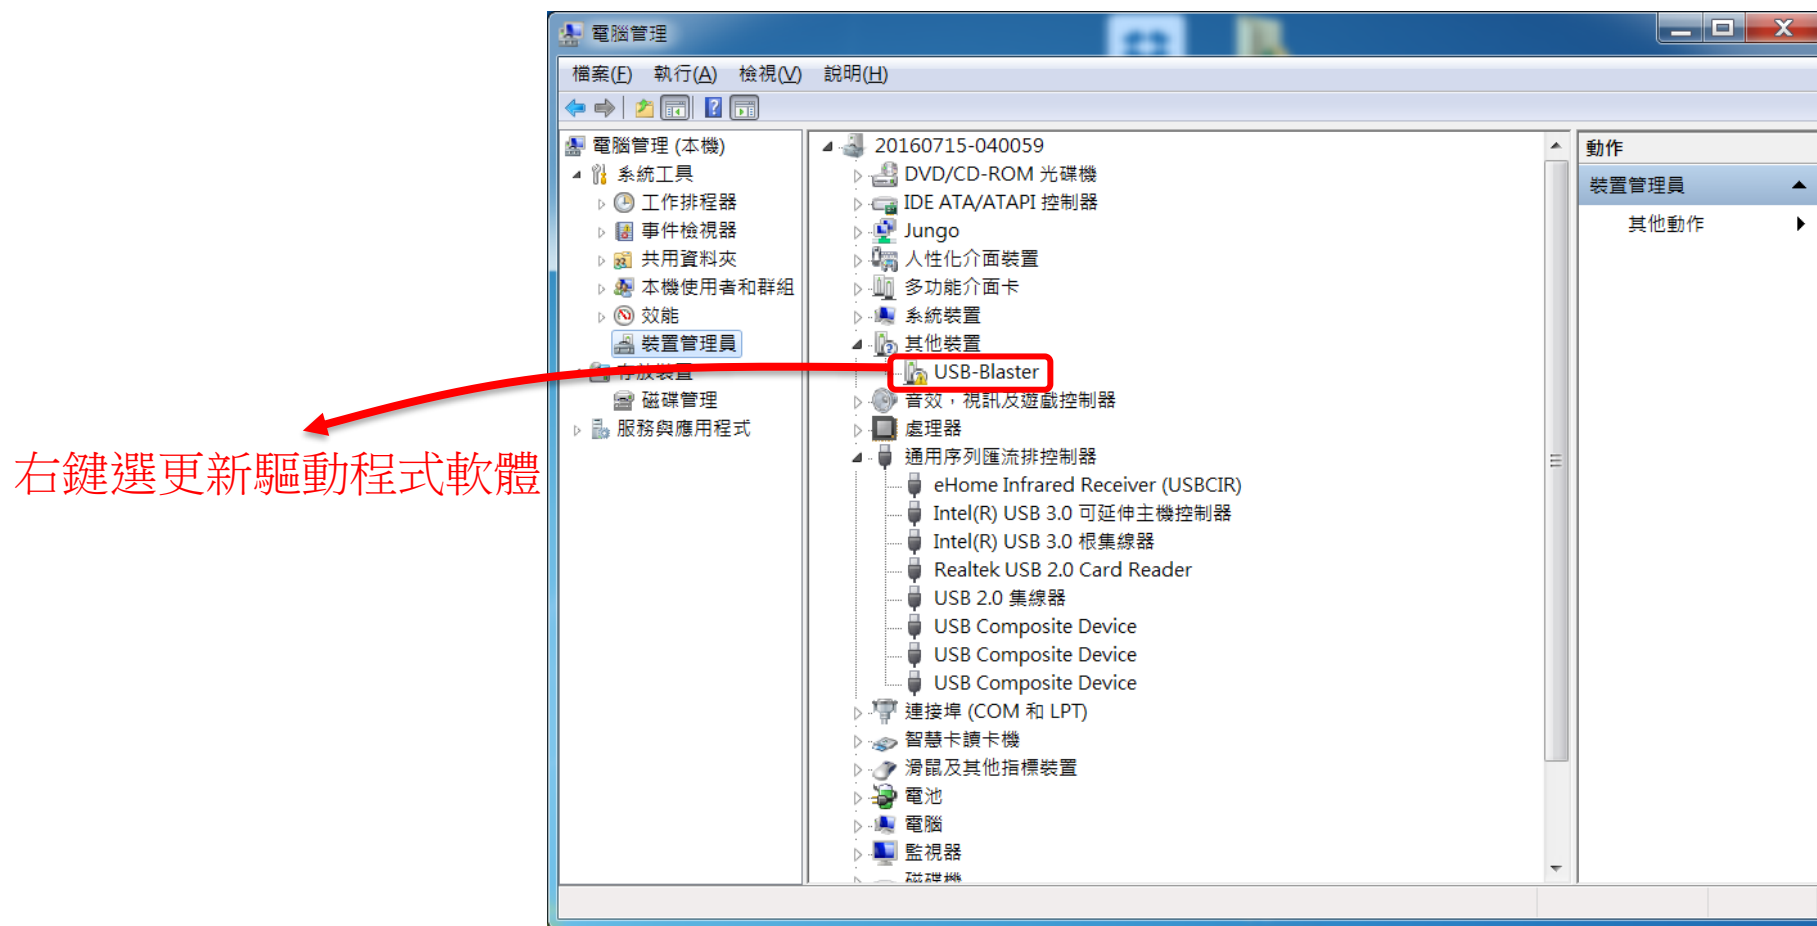 電腦管理
檔案(F) 執行(A) 檢視(V) 說明(H)
電腦管理 (本機)
系統工具
工作排程器
事件檢視器
共用資料夾
本機使用者和群組
效能
裝置管理員
存放裝置
磁碟管理
服務與應用程式
20160715-040059
DVD/CD-ROM 光碟機
IDE ATA/ATAPI 控制器
Jungo
人性化介面裝置
多功能介面卡
系統裝置
其他裝置
USB-Blaster
音效，視訊及遊戲控制器
處理器
通用序列匯流排控制器
eHome Infrared Receiver (USBCIR)
Intel(R) USB 3.0 可延伸主機控制器
Intel(R) USB 3.0 根集線器
Realtek USB 2.0 Card Reader
USB 2.0 集線器
USB Composite Device
USB Composite Device
USB Composite Device
連接埠 (COM 和 LPT)
智慧卡讀卡機
滑鼠及其他指標裝置
電池
電腦
監視器
磁碟機
動作
裝置管理員
其他動作
右鍵選更新驅動程式軟體